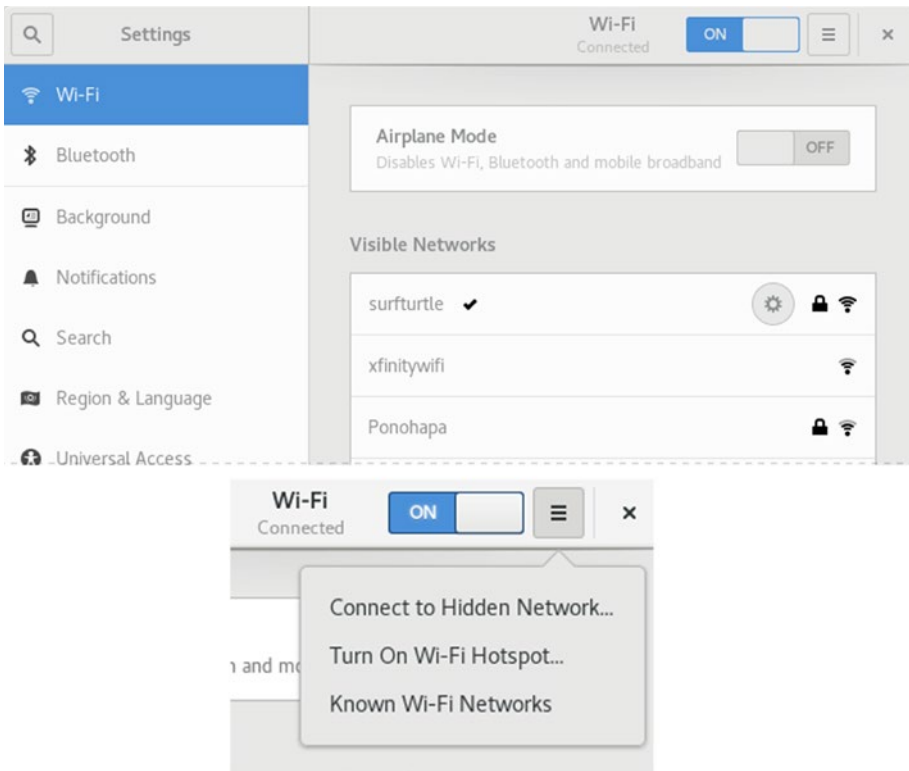 Settings
Wi-Fi
Connected
ON
Wi-Fi
Bluetooth
Background
Notifications
Search
Region & Language
Universal Access
Airplane Mode
Disables Wi-Fi, Bluetooth and mobile broadband
OFF
Visible Networks
surfturtle
xfinitywifi
Ponohapa
Wi-Fi
Connected
ON
Connect to Hidden Network...
Turn On Wi-Fi Hotspot...
and mo
Known Wi-Fi Networks